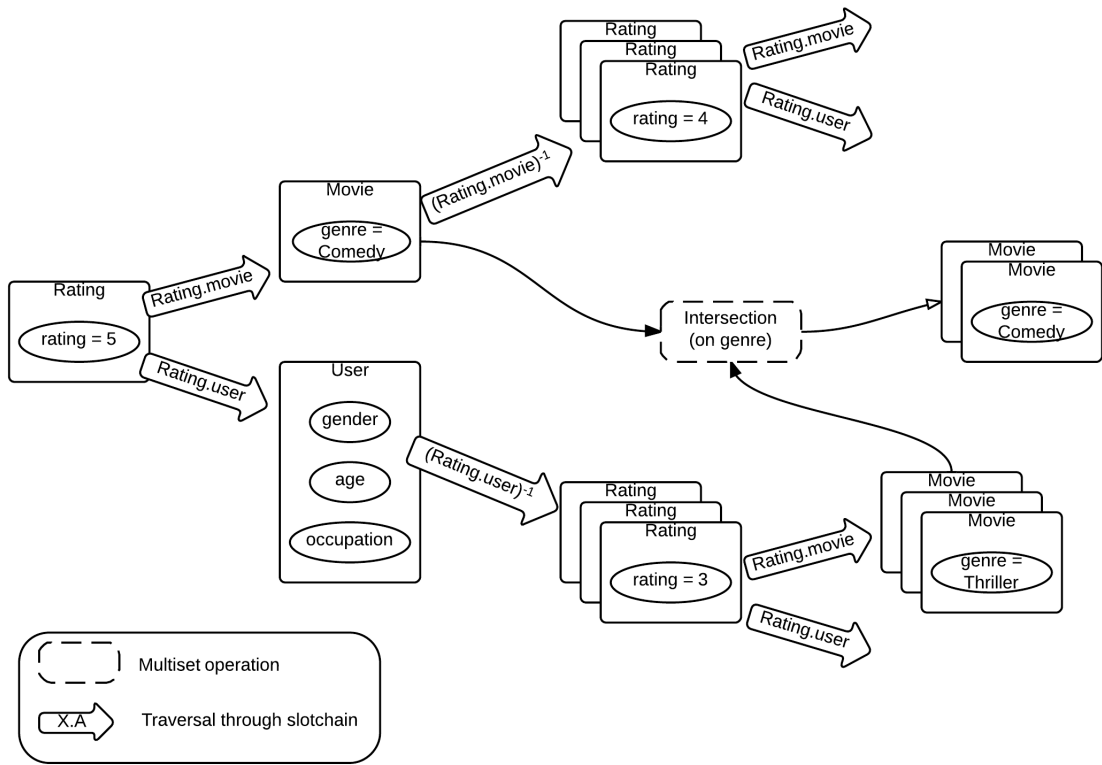 Rating
Rating
Rating
rating = 4
Rating.movie
Rating.user
(Rating.movie)-1
Movie
genre =
Comedy
Rating
rating = 5
Rating.movie
Rating.user
Intersection
(on genre)
Movie
Movie
genre =
Comedy
User
gender
age
occupation
(Rating.user)-1
Rating
Rating
Rating
rating = 3
Rating.movie
Rating.user
Movie
Movie
Movie
genre =
Thriller
Multiset operation
X.A
Traversal through slotchain